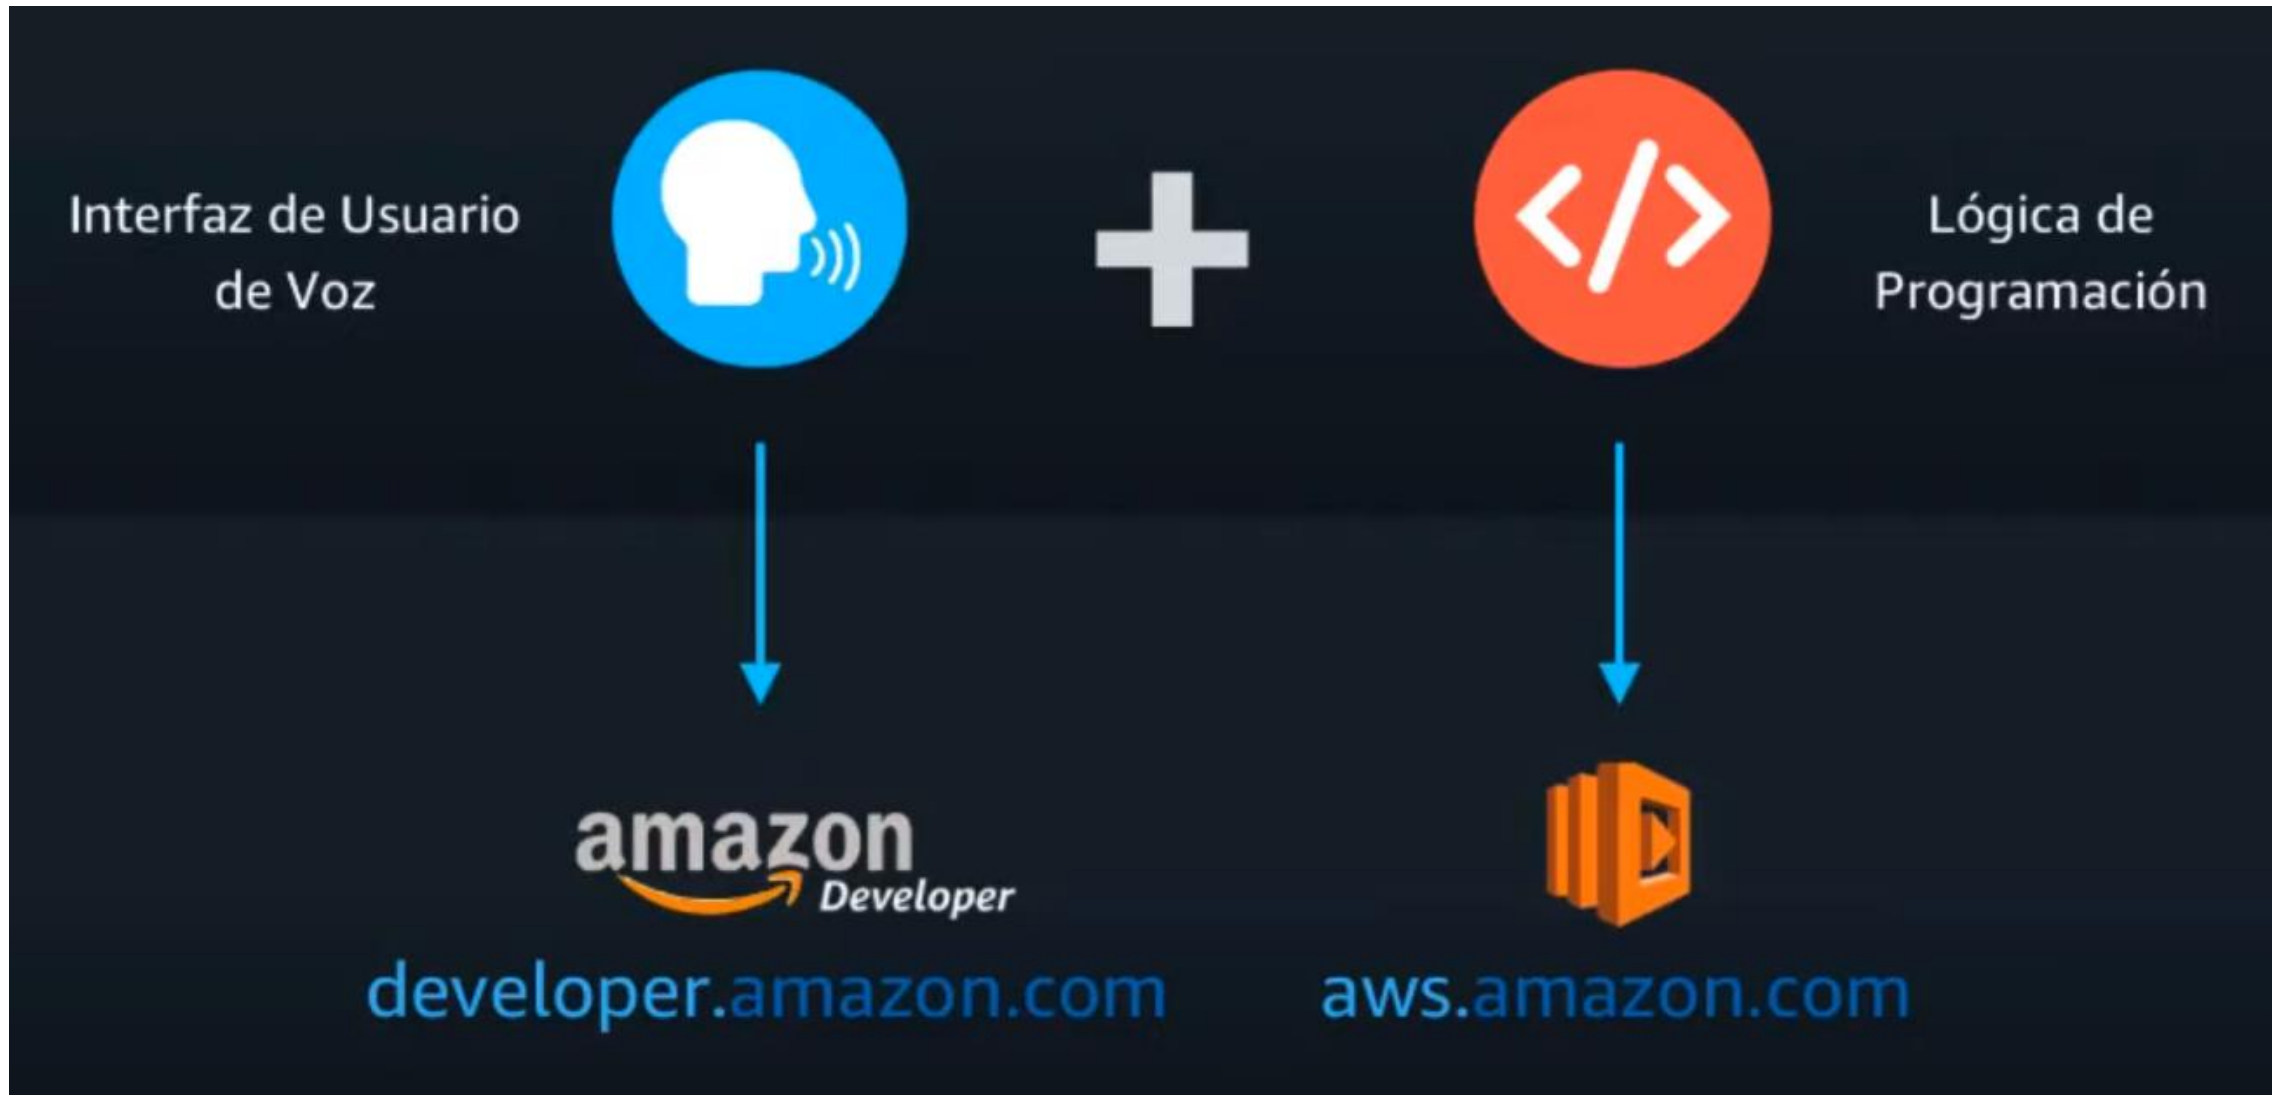 Interfaz de Usuario
de Voz
Lógica de
Programación
amazon
Developer
developer.amazon.com
aws.amazon.com